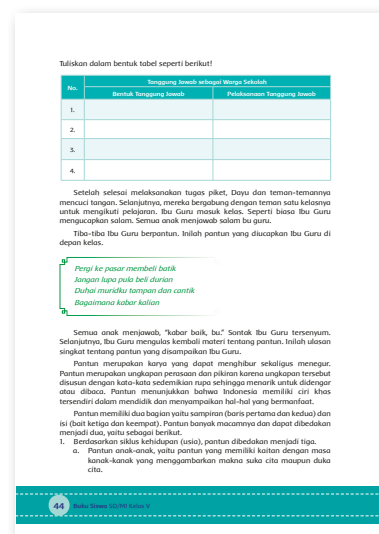 Tuliskan dalam bentuk tabel seperti berikut!
No.
Tanggung Jawab sebagai Warga Sekolah
Bentuk Tanggung Jawab
Pelaksanaan Tanggung Jawab
1.
2.
3.
4.
Setelah selesai melaksanakan tugas piket, Dayu dan teman-temannya
mencuci tangan. Selanjutnya, mereka bergabung dengan teman satu kelasnya
untuk mengikuti pelajaran. Ibu Guru masuk kelas. Seperti biasa Ibu Guru
mengucapkan salam. Semua anak menjawab salam bu guru.
Tiba-tiba Ibu Guru berpantun. Inilah pantun yang diucapkan Ibu Guru di
depan kelas.
Pergi ke pasar membeli batik
Jangan lupa pula beli durian
Duhai muridku tampan dan cantik
Bagaimana kabar kalian
Semua anak menjawab, “kabar baik, bu.” Sontak Ibu Guru tersenyum.
Selanjutnya, Ibu Guru mengulas kembali materi tentang pantun. Inilah ulasan
singkat tentang pantun yang disampaikan Ibu Guru.
Pantun merupakan karya yang dapat menghibur sekaligus menegur.
Pantun merupakan ungkapan perasaan dan pikiran karena ungkapan tersebut
disusun dengan kata-kata sedemikian rupa sehingga menarik untuk didengar
atau dibaca. Pantun menunjukkan bahwa Indonesia memiliki ciri khas
tersendiri dalam mendidik dan menyampaikan hal-hal yang bermanfaat.
Pantun memiliki dua bagian yaitu sampiran (baris pertama dan kedua) dan
isi (bait ketiga dan keempat). Pantun banyak macamnya dan dapat dibedakan
menjadi dua, yaitu sebagai berikut.
1. Berdasarkan siklus kehidupan (usia), pantun dibedakan menjadi tiga.
a. Pantun anak-anak, yaitu pantun yang memiliki kaitan dengan masa
kanak-kanak yang menggambarkan makna suka cita maupun duka
cita.
44 Buku Siswa SD/MI Kelas V